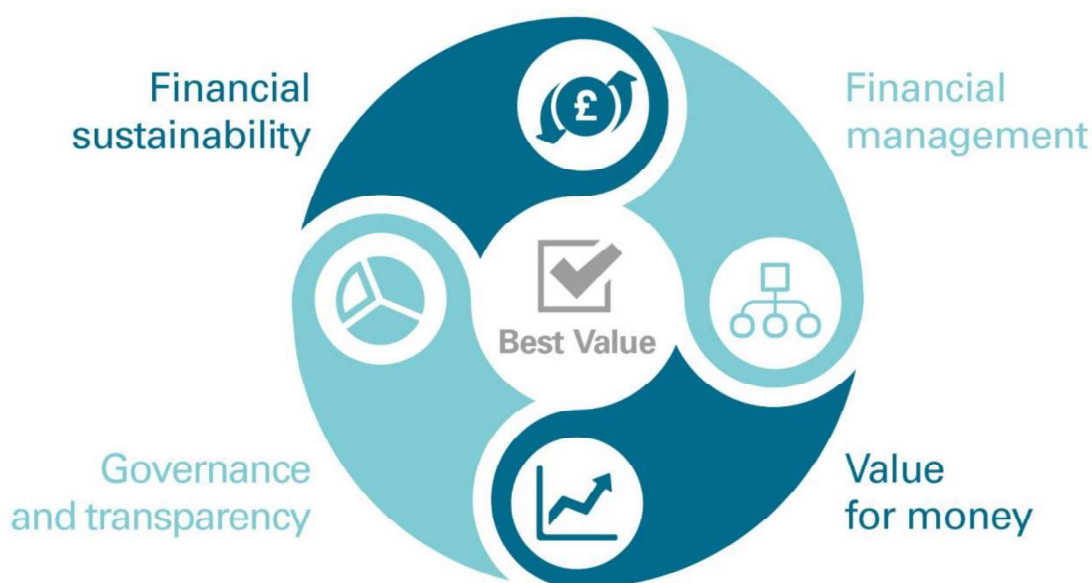 Financial
sustainability
£
Financial
management
Best Value
Governance
and transparency
Value
for money